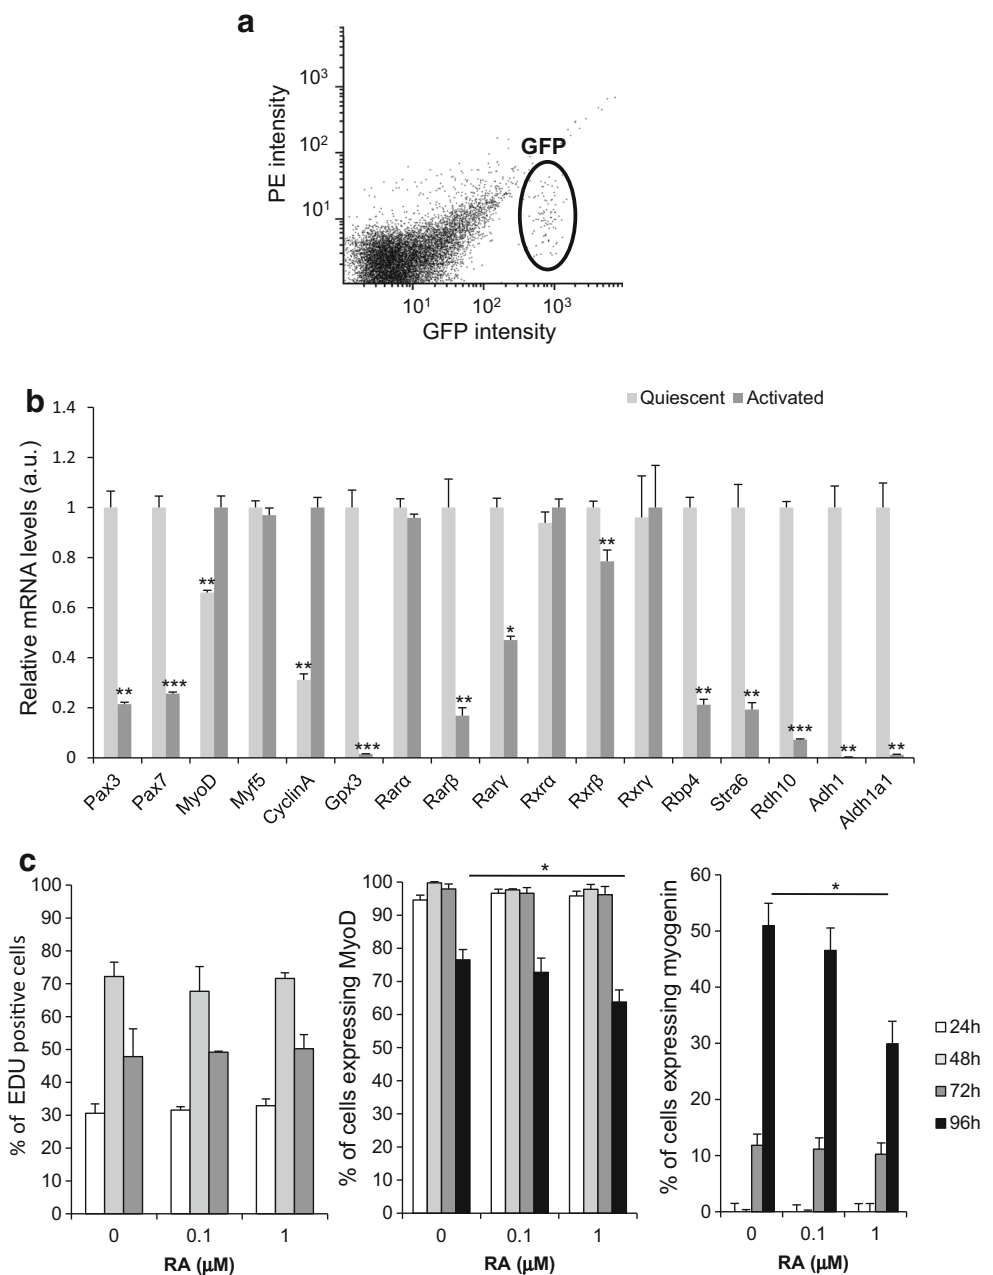 a
PE intensity
10³
10²
10¹
GFP
10¹ 10² 10³
GFP intensity
b
Quiescent Activated
Relative mRNA levels (a.u.)
1.4
1.2
1
0.8
0.6
0.4
0.2
0
** *** ** ** *** ** * ** ** ** *** ** **
Pax3 Pax7 MyoD Myf5 CyclinA Gpx3 Rarα Rarβ Rarγ Rxrα Rxrβ Rxrγ Rbp4 Stra6 Rdh10 Adh1 Aldh1a1
c
% of EDU positive cells
100
90
80
70
60
50
40
30
20
10
0
0 0.1 1
RA (µM)
% of cells expressing MyoD
*
100
90
80
70
60
50
40
30
20
10
0
0 0.1 1
RA (µM)
% of cells expressing myogenin
*
60
50
40
30
20
10
0
0 0.1 1
RA (µM)
24h
48h
72h
96h